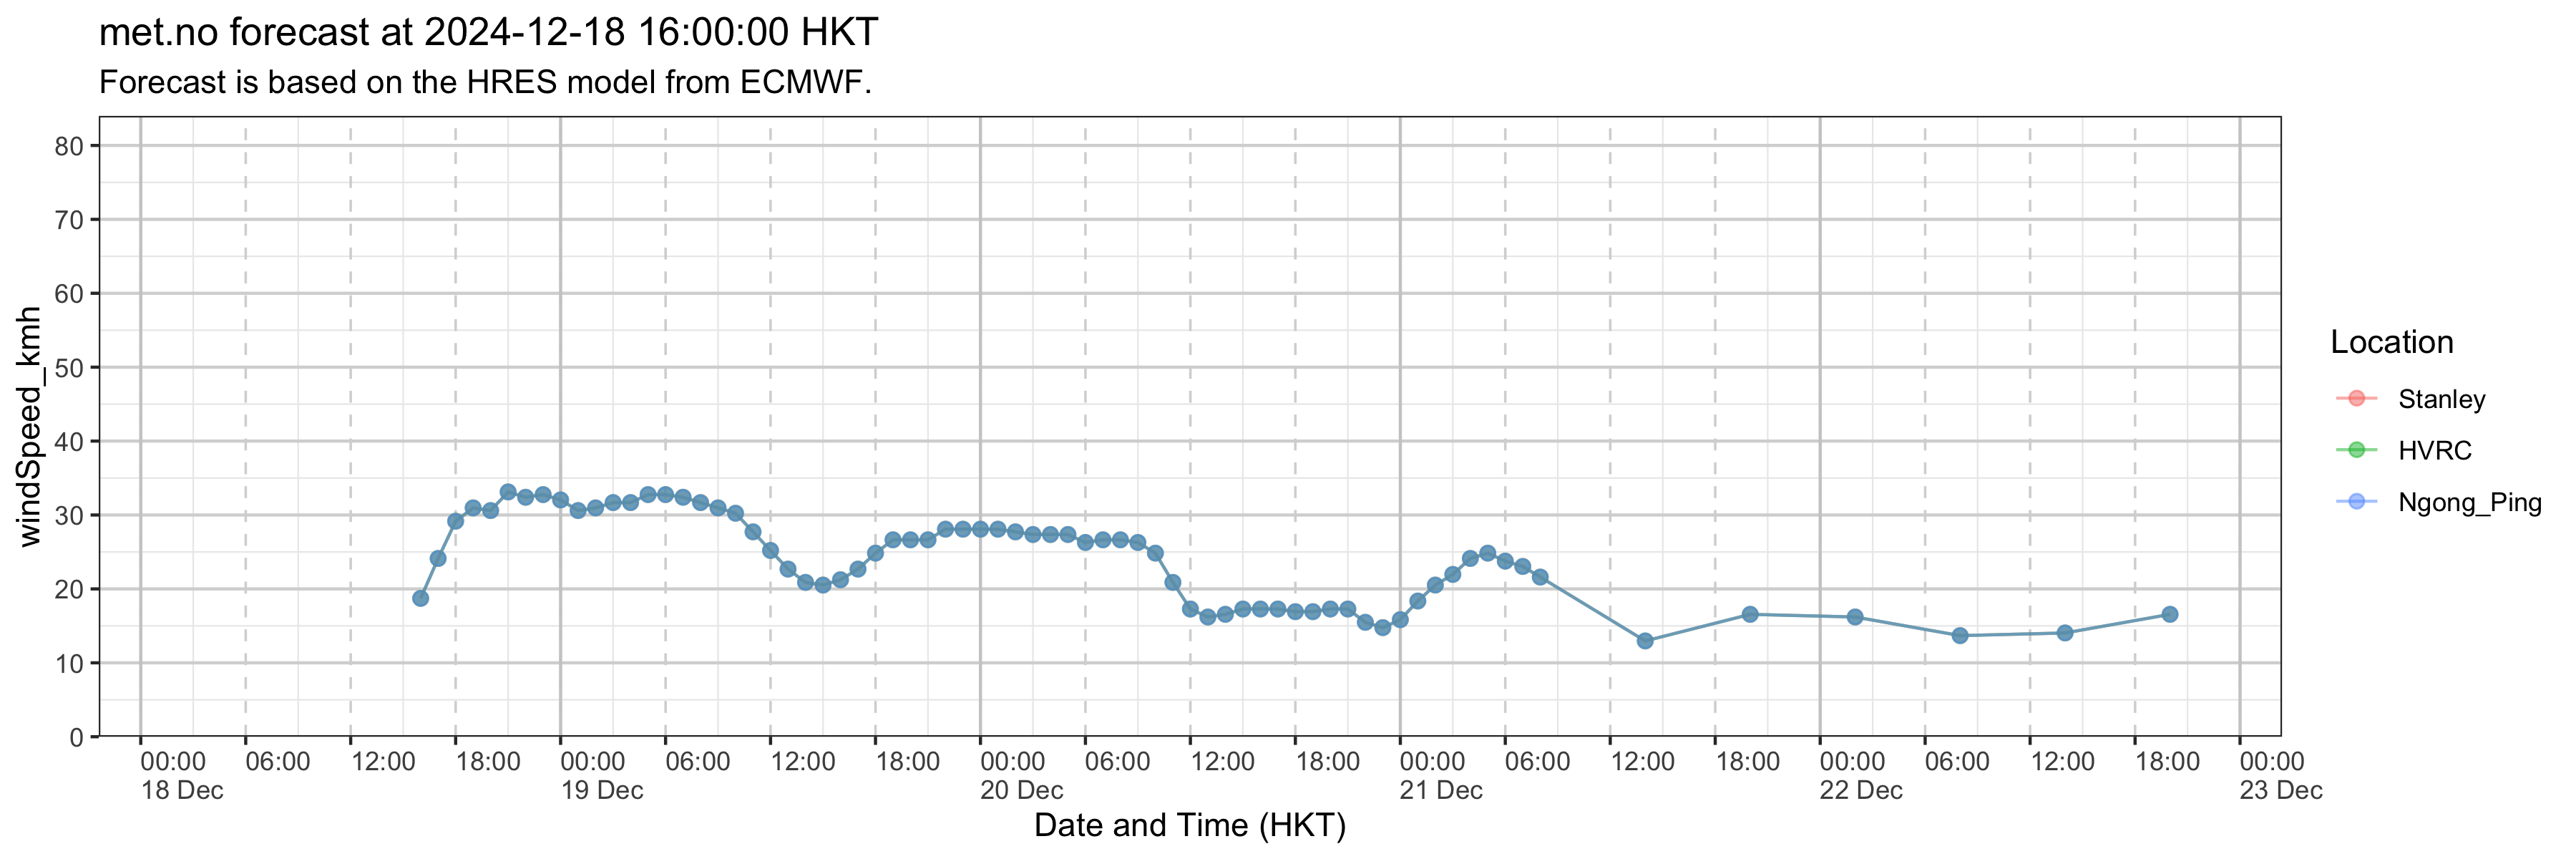 met.no forecast at 2024-12-18 16:00:00 HKT
Forecast is based on the HRES model from ECMWF.
windSpeed_kmh
80
70
60
50
40
30
20
10
0
00:00 06:00 12:00 18:00 00:00 06:00 12:00 18:00 00:00 06:00 12:00 18:00 00:00 06:00 12:00 18:00 00:00 06:00 12:00 18:00 00:00
18 Dec 19 Dec 20 Dec 21 Dec 22 Dec 23 Dec
Date and Time (HKT)
Location
Stanley
HVRC
Ngong_Ping